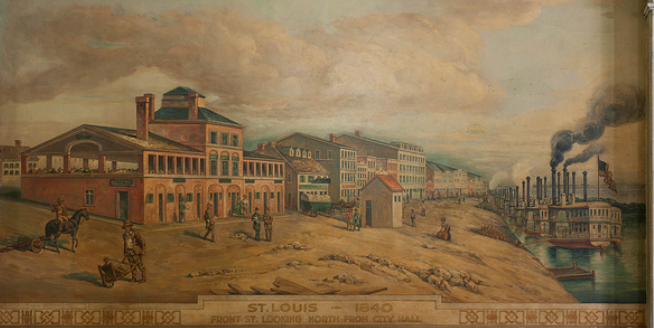 ST. LOUIS - 1840
FRONT ST. LOOKING NORTH FROM CITY HALL